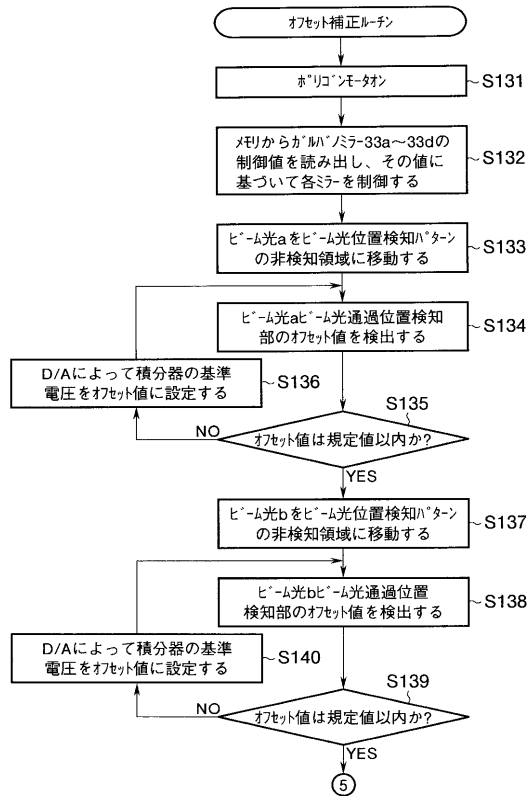 ｵﾌｾｯﾄ補正ﾙｰﾁﾝ
ﾎﾟﾘｺﾞﾝﾓｰﾀｵﾝ
S131
ﾒﾓﾘからｶﾞﾙﾊﾞﾉﾐﾗｰ33a～33dの
制御値を読み出し、その値に
基づいて各ﾐﾗｰを制御する
S132
ﾋﾞｰﾑ光aをﾋﾞｰﾑ光位置検知ﾊﾟﾀｰﾝ
の非検知領域に移動する
S133
ﾋﾞｰﾑ光aﾋﾞｰﾑ光通過位置検知
部のｵﾌｾｯﾄ値を検出する
S134
D/Aによって積分器の基準
電圧をｵﾌｾｯﾄ値に設定する
S136
S135
ｵﾌｾｯﾄ値は規定値以内か?
NO
YES
ﾋﾞｰﾑ光bをﾋﾞｰﾑ光位置検知ﾊﾟﾀｰﾝ
の非検知領域に移動する
S137
ﾋﾞｰﾑ光bﾋﾞｰﾑ光通過位置
検知部のｵﾌｾｯﾄ値を検出する
S138
D/Aによって積分器の基準
電圧をｵﾌｾｯﾄ値に設定する
S140
S139
ｵﾌｾｯﾄ値は規定値以内か?
NO
YES
⑤